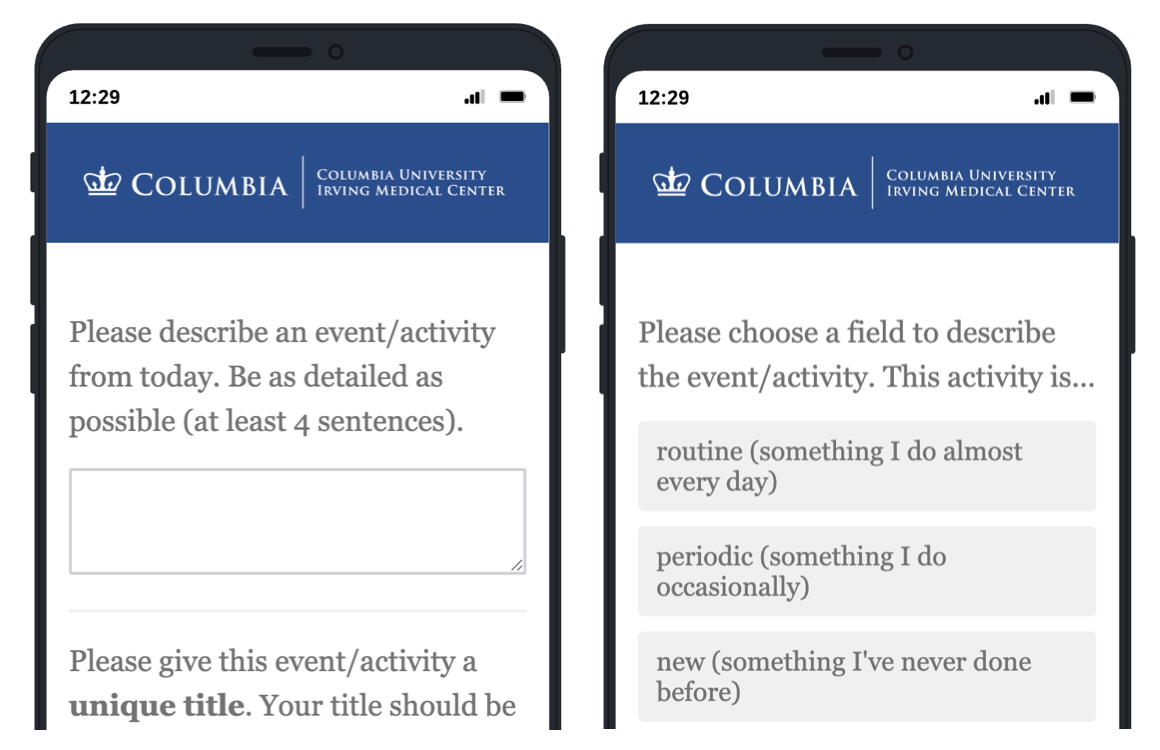 12:29
COLUMBIA
COLUMBIA UNIVERSITY
IRVING MEDICAL CENTER
Please describe an event/activity
from today. Be as detailed as
possible (at least 4 sentences).
Please give this event/activity a
unique title. Your title should be
12:29
COLUMBIA
COLUMBIA UNIVERSITY
IRVING MEDICAL CENTER
Please choose a field to describe
the event/activity. This activity is...
routine (something I do almost
every day)
periodic (something I do
occasionally)
new (something I've never done
before)